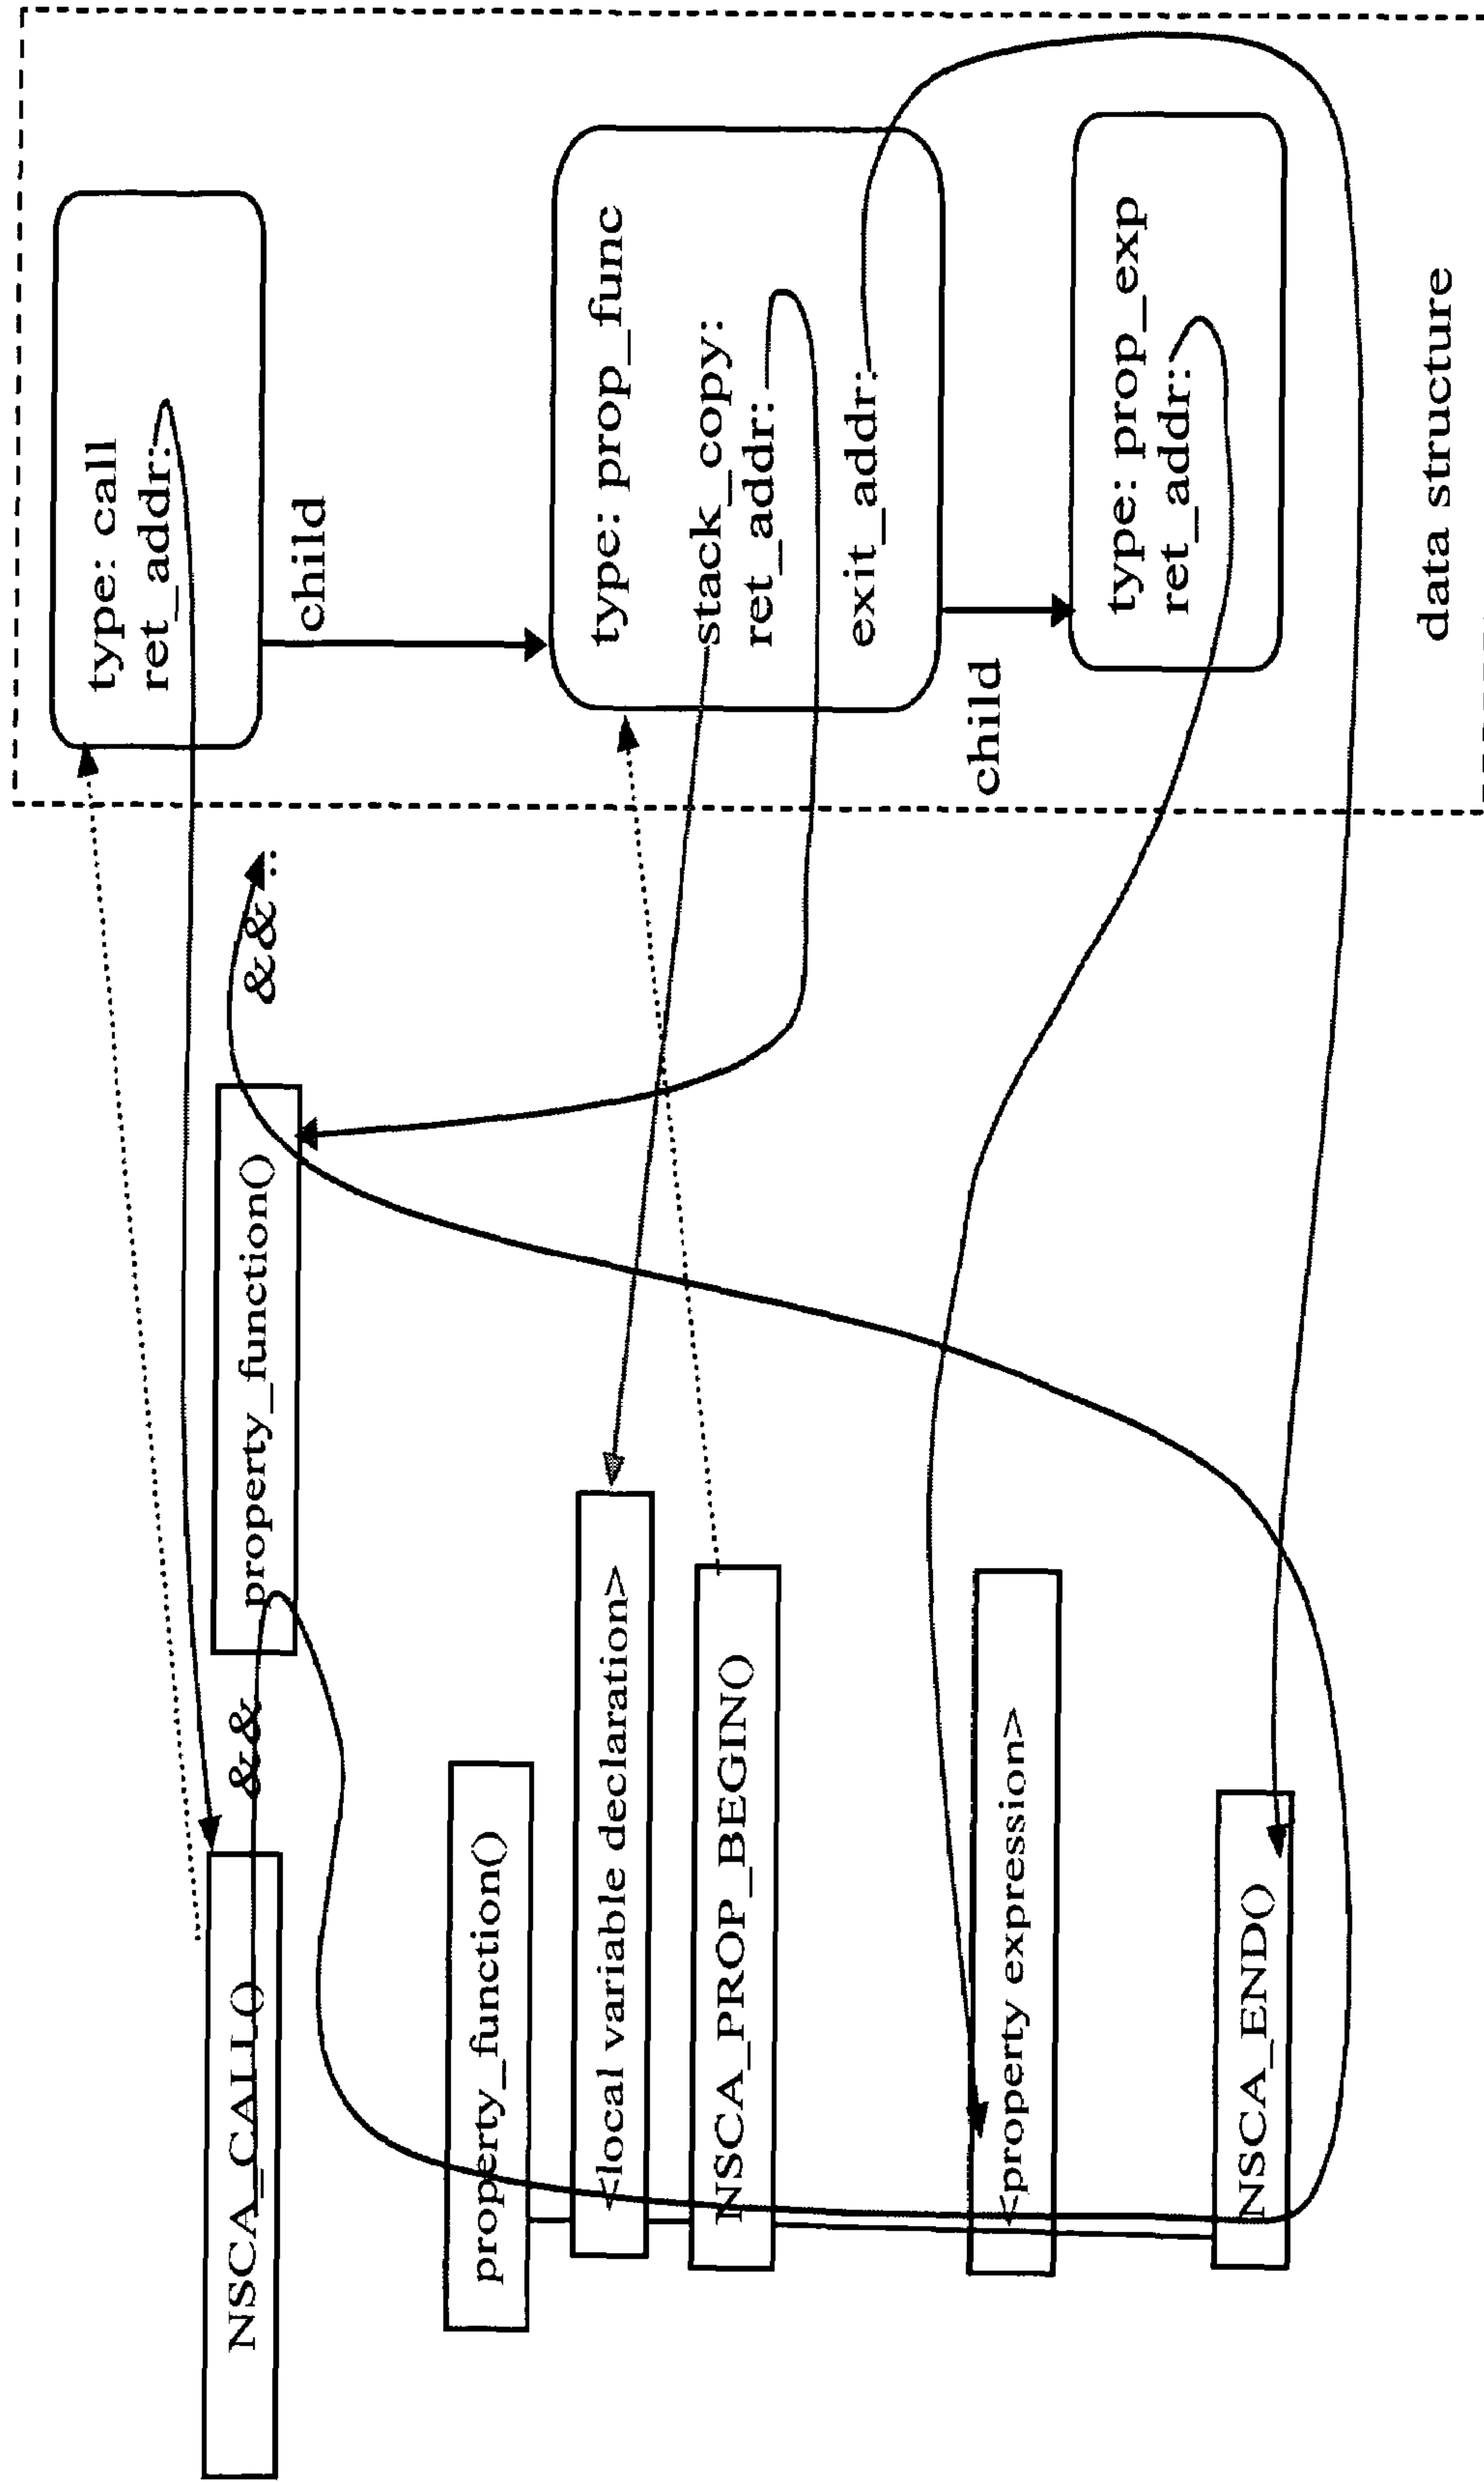 NSCA_CALL()
&&
property_function()
&& ..
property_function()
<local variable declaration>
NSCA_PROP_BEGIN()
<property expression>
NSCA_END()
type: call
ret_addr:
child
type: prop_func
stack_copy:
ret_addr:
exit_addr:
child
type: prop_exp
ret_addr:
data structure